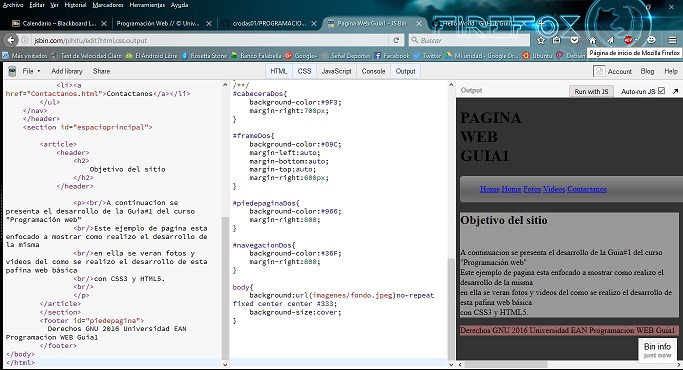 Archivo Editar Ver Historial Marcadores Herramientas Ayuda
Calendario – Blackboard L
Programación Web // © Univ
crodas01/PROGRAMACIO
Pagina Web Guia1 - JS Bin
Hello World · GitHub Gui
FIREFOX
jsbin.com/pihitu/edit?html,css,output
Buscar
Página de inicio de Mozilla Firefox
Más visitados
Test de Velocidad Claro
El Android Libre
Rosetta Stone
Banco Falabella
Google+
Señal Deportes
Facebook
Twitter
Mi unidad - Google Dr...
Outlook
Ubuntu
Debian
File
Add library
Share
HTML
CSS
JavaScript
Console
Output
Account
Blog
Help
<li><a
href="Contactanos.html">Contactanos</a></li>
</ul>
</nav>
</header>
<section id="espacioprincipal">
<article>
<header>
<h2>
Objetivo del sitio
</h2>
</header>
<p><br/>A continuacion se
presenta el desarrollo de la Guia#1 del curso
"Programación web"
<br/>Este ejemplo de pagina esta
enfocado a mostrar como realizo el desarrollo de
la misma
<br/>en ella se veran fotos y
videos del como se realizo el desarrollo de esta
pafina web básica
<br/>con CSS3 y HTML5.
<br/>
</p>
</article>
</section>
<footer id="piedepagina">
Derechos GNU 2016 Universidad EAN
Programacion WEB Guia1
</footer>
</body>
</html>
/**/
#cabeceraDos{
background-color:#9F3;
margin-right:700px;
}
#frameDos{
background-color:#09C;
margin-left:auto;
margin-bottom:auto;
margin-top:auto;
margin-right:600px;
}
#piedepaginaDos{
background-color:#966;
margin-right:800;
}
#navegacionDos{
background-color:#36F;
margin-right:800;
}
body{
background:url(imagenes/fondo.jpeg)no-repeat
fixed center center #333;
background-size:cover;
}
Output
Run with JS
Auto-run JS
PAGINA
WEB
GUIA1
Home Home Fotos Videos Contactanos
Objetivo del sitio
A continuacion se presenta el desarrollo de la Guia#1 del curso
"Programación web"
Este ejemplo de pagina esta enfocado a mostrar como realizo el
desarrollo de la misma
en ella se veran fotos y videos del como se realizo el desarrollo de
esta pafina web básica
con CSS3 y HTML5.
Derechos GNU 2016 Universidad EAN Programacion WEB Guia1
Bin info
just now